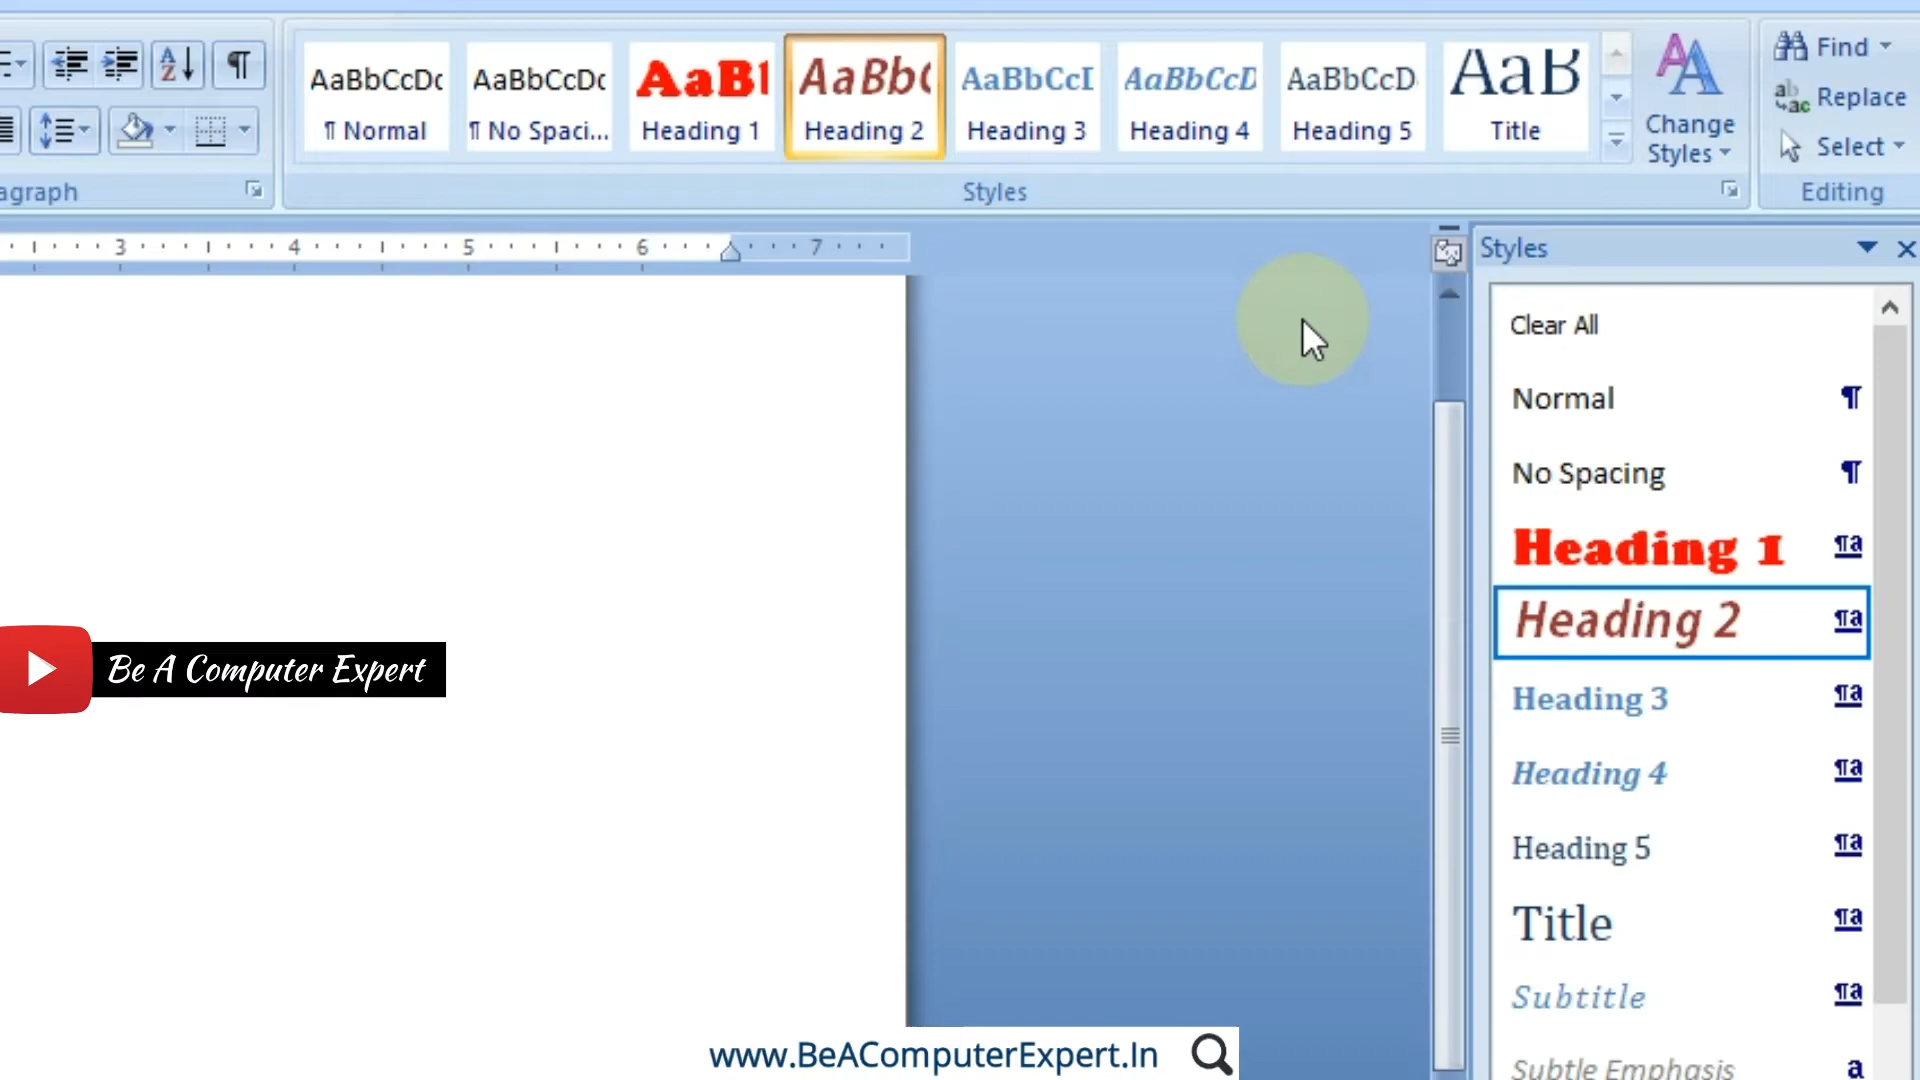 AaBbCcDc
AaBbCcDc
AaBl
AaBbC
AaBbCcI
AaBbCcD
AaBbCcD
AaB
¶ Normal
¶ No Spaci...
Heading 1
Heading 2
Heading 3
Heading 4
Heading 5
Title
Change
Styles
Find
Replace
Select
agraph
Styles
Editing
3 4 5 6 7
Styles
Clear All
Normal ¶
No Spacing ¶
Heading 1 ¶a
Heading 2 ¶a
Heading 3 ¶a
Heading 4 ¶a
Heading 5 ¶a
Title ¶a
Subtitle ¶a
Subtle Emphasis a
Be A Computer Expert
www.BeAComputerExpert.In